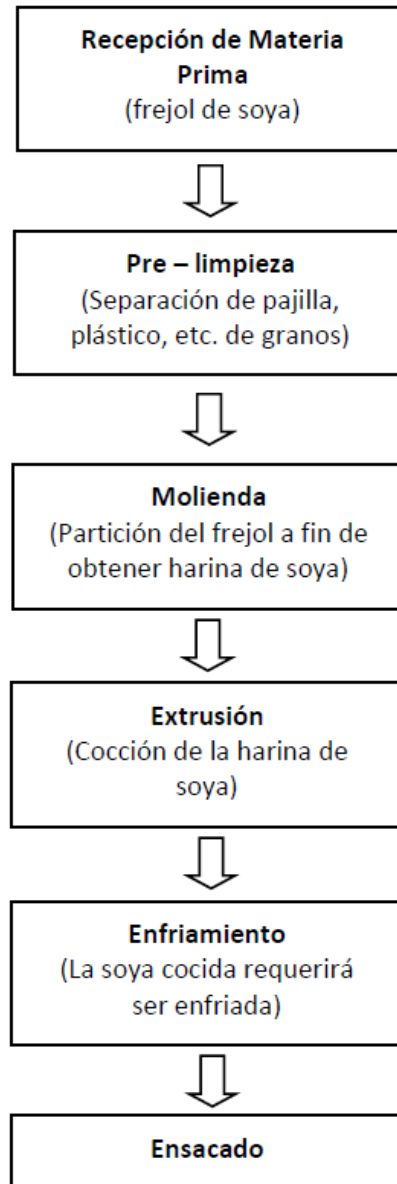 Recepción de Materia
Prima
(frejol de soya)
Pre – limpieza
(Separación de pajilla,
plástico, etc. de granos)
Molienda
(Partición del frejol a fin de
obtener harina de soya)
Extrusión
(Cocción de la harina de
soya)
Enfriamiento
(La soya cocida requerirá
ser enfriada)
Ensacado